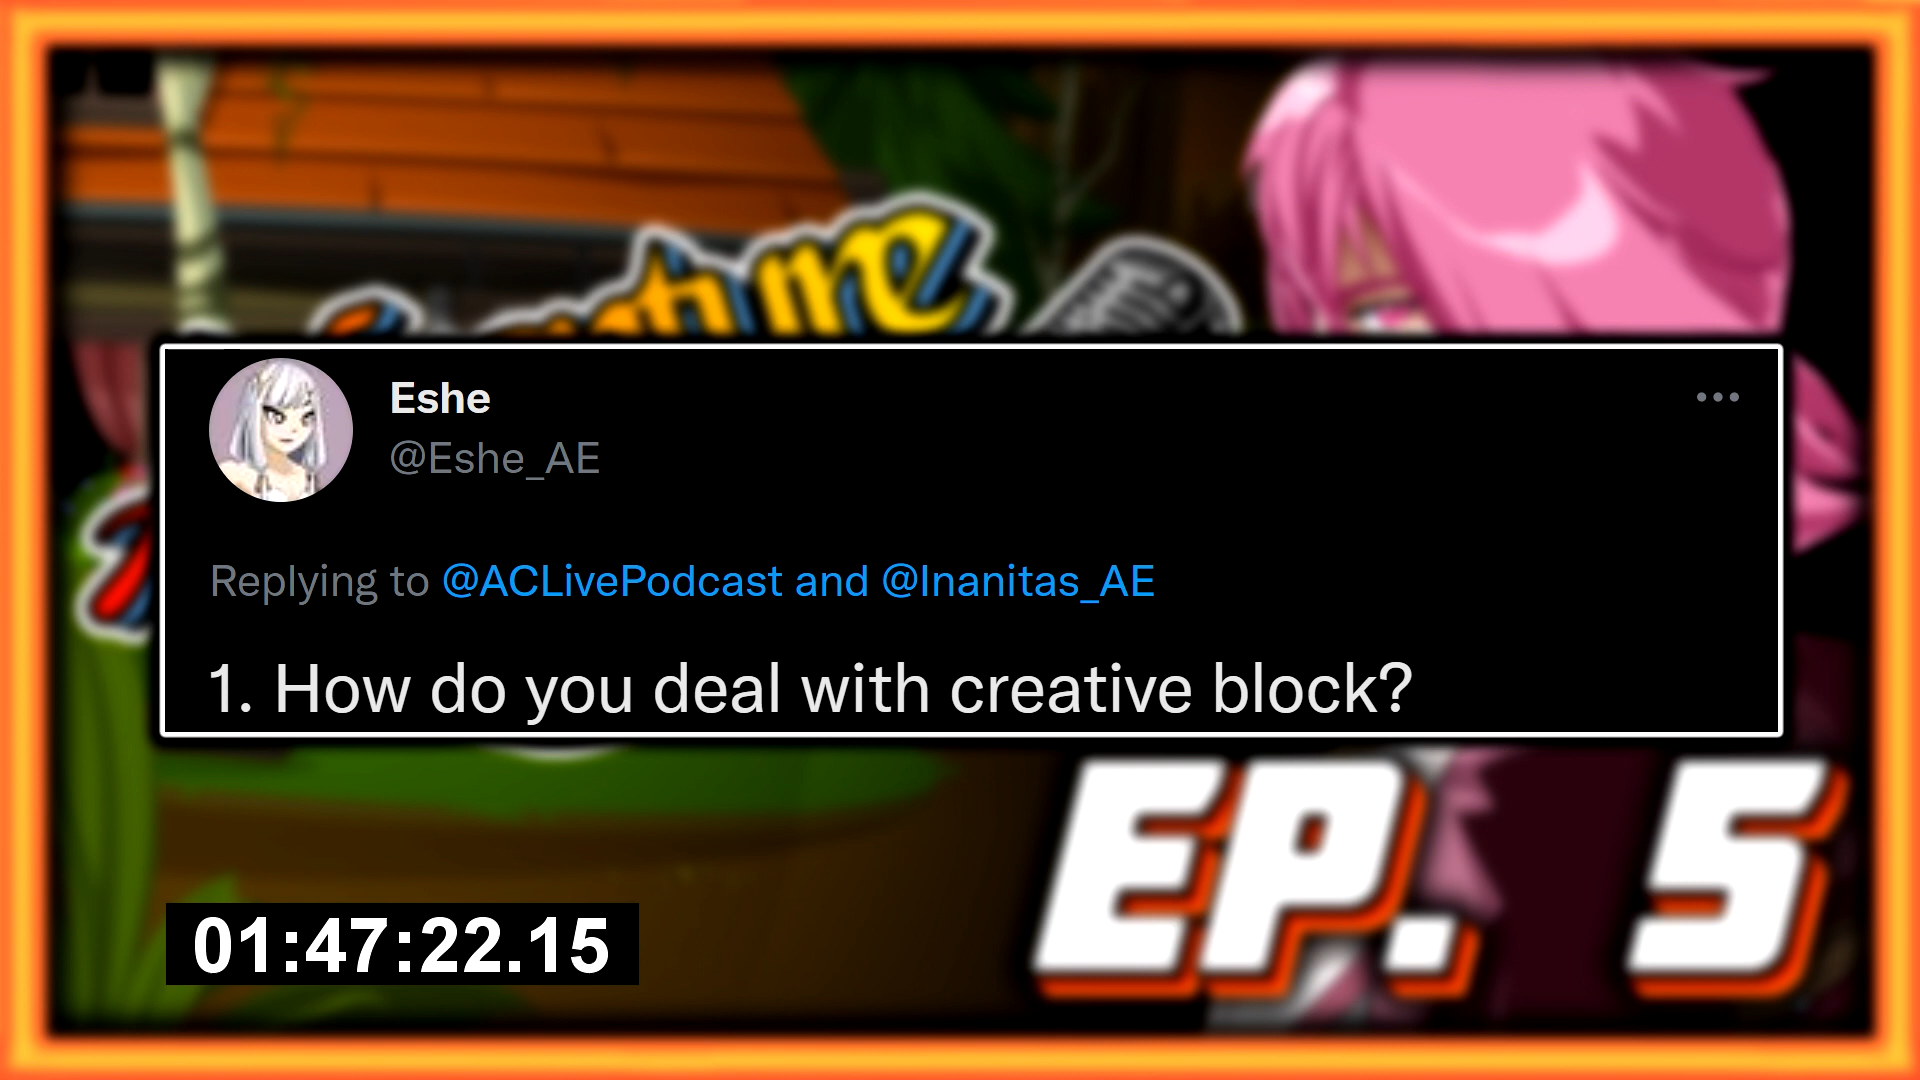 Eshe
@Eshe_AE
Replying to @ACLivePodcast and @Inanitas_AE
1. How do you deal with creative block?
EP. 5
01:47:22.15